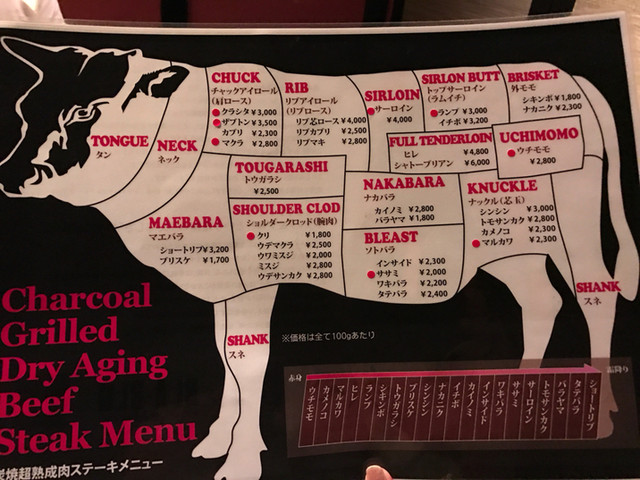 TONGUE
タン
NECK
ネック
CHUCK
チャックアイロール
(肩ロース)
クラシタ ¥3,000
ザブトン ¥3,500
カブリ ¥2,300
マクラ ¥2,800
RIB
リブアイロール
(リブロース)
リブ芯ロース ¥4,000
リブカブリ ¥2,500
リブマキ ¥2,800
SIRLOIN
サーロイン
¥4,000
SIRLON BUTT
トップサーロイン
(ラムイチ)
ランプ ¥3,000
イチボ ¥3,200
BRISKET
外モモ
シキンボ ¥1,800
ナカニク ¥2,300
FULL TENDERLOIN
ヒレ ¥4,800
シャトーブリアン ¥6,000
UCHIMOMO
ウチモモ
¥2,800
TOUGARASHI
トウガラシ
¥2,500
NAKABARA
ナカバラ
カイノミ ¥2,800
バラヤマ ¥1,800
KNUCKLE
ナックル(芯玉)
シンシン ¥3,000
トモサンカク ¥2,800
カメノコ ¥2,300
マルカワ ¥2,300
MAEBARA
マエバラ
ショートリブ ¥3,200
ブリスケ ¥1,700
SHOULDER CLOD
ショルダークロッド(腕肉)
クリ ¥1,800
ウデマクラ ¥2,500
ウワミスジ ¥2,000
ミスジ ¥2,800
ウデサンカク ¥2,800
BLEAST
ソトバラ
インサイド ¥2,300
ササミ ¥2,000
ワキバラ ¥2,200
タテバラ ¥2,400
SHANK
スネ
SHANK
スネ
※価格は全て100gあたり
Charcoal
Grilled
Dry Aging
Beef
Steak Menu
炭焼超熟成肉ステーキメニュー
赤身
霜降り
ウチモモ
カメノコ
マルカワ
ヒレ
ランプ
シキンボ
トウガラシ
ブリスケ
シンシン
ナカニク
イチボ
カイノミ
インサイド
ワキバラ
ササミ
サーロイン
トモサンカク
バラヤマ
タテバラ
ショートリブ